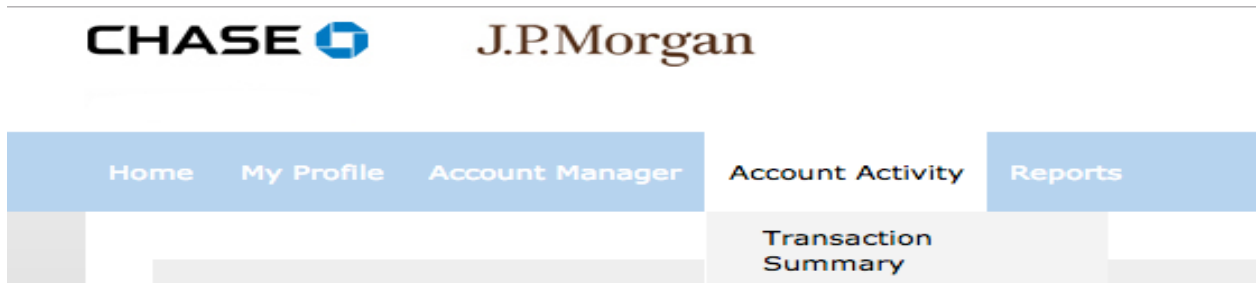 CHASE J.P.Morgan
Home My Profile Account Manager Account Activity Reports
Transaction
Summary